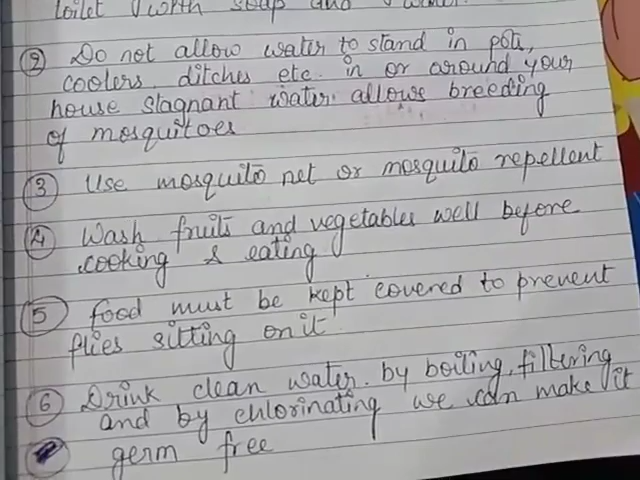 toilet with soap and water.
② Do not allow water to stand in pots,
coolers ditches etc. in or around your
house stagnant water allows breeding
of mosquitoes
③ Use mosquito net or mosquito repellent
④ Wash fruits and vegetables well before
cooking & eating
⑤ food must be kept covered to prevent
flies sitting on it
⑥ Drink clean water. by boiling, filtering
and by chlorinating we can make it
germ free